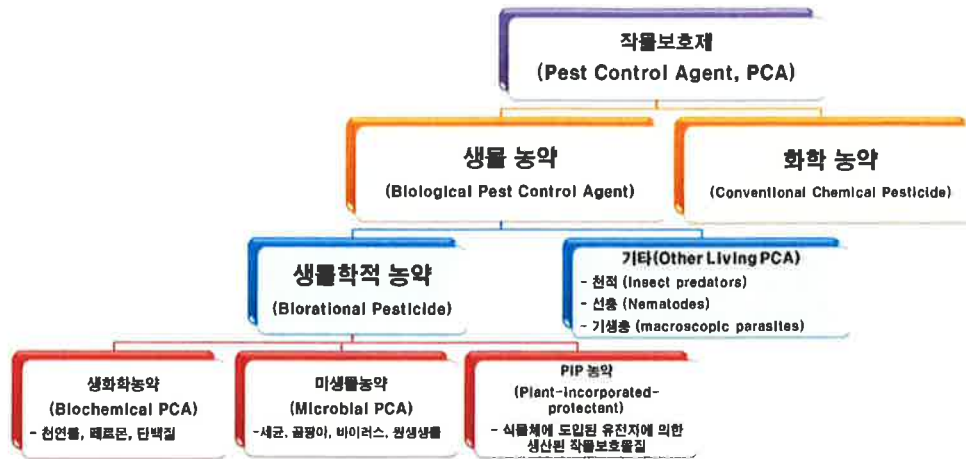 작물보호제
(Pest Control Agent, PCA)
생물 농약
(Biological Pest Control Agent)
화학 농약
(Conventional Chemical Pesticide)
생물학적 농약
(Biorational Pesticide)
기타(Other Living PCA)
- 천적 (Insect predators)
- 선충 (Nematodes)
- 기생충 (macroscopic parasites)
생화학농약
(Biochemical PCA)
- 천연물, 페르몬, 단백질
미생물농약
(Microbial PCA)
-세균, 곰팡이, 바이러스, 원생생물
PIP 농약
(Plant-incorporated-
protectant)
- 식물체에 도입된 유전자에 의한
생산된 작물보호물질